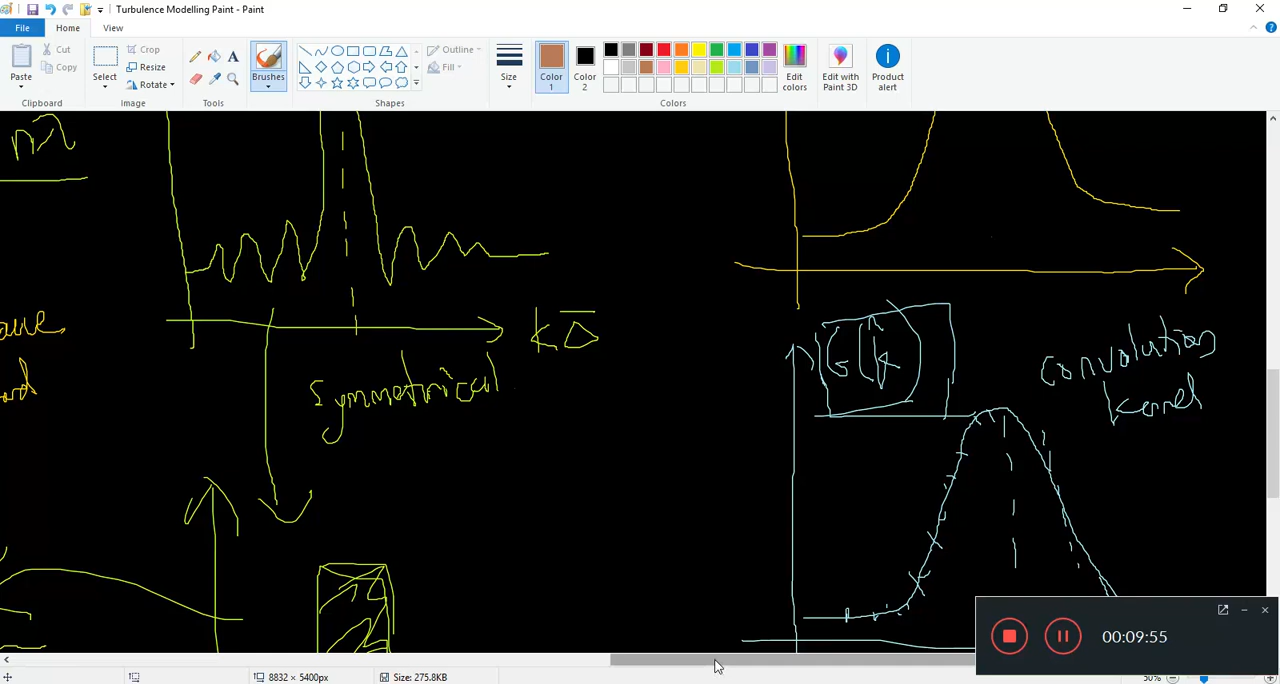 Turbulence Modelling Paint - Paint
File
Home
View
Paste
Cut
Copy
Clipboard
Select
Crop
Resize
Rotate
Image
Tools
Brushes
Shapes
Outline
Fill
Size
Color 1
Color 2
Edit colors
Colors
Edit with Paint 3D
Product alert
k
Symmetrical
G(k
convolution
kernel
00:09:55
8832 × 5400px
Size: 275.8KB
50%